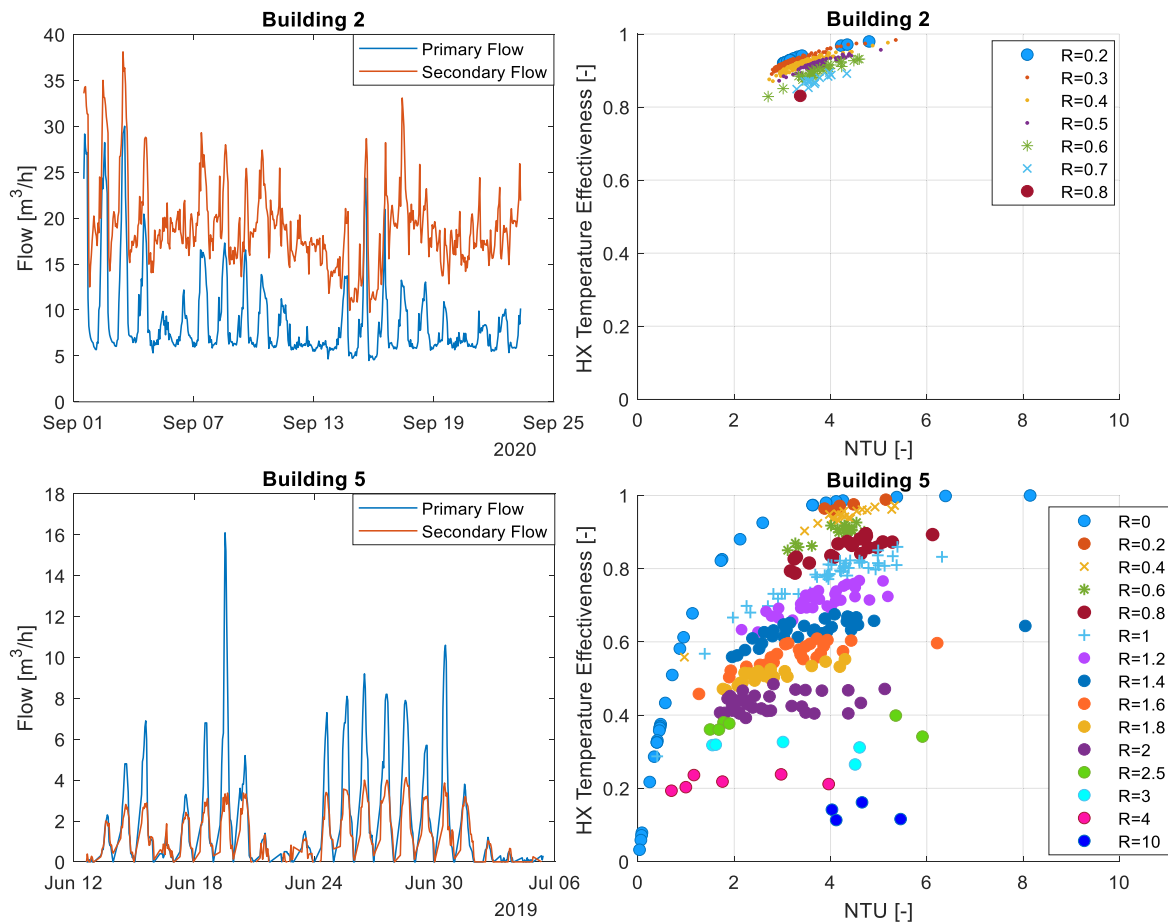 Building 2
40
35
30
25
20
15
10
5
0
Flow [m³/h]
Primary Flow
Secondary Flow
Sep 01
Sep 07
Sep 13
Sep 19
Sep 25
2020
Building 2
1
0.8
0.6
0.4
0.2
0
HX Temperature Effectiveness [-]
R=0.2
R=0.3
R=0.4
R=0.5
R=0.6
R=0.7
R=0.8
0
2
4
6
8
10
NTU [-]
Building 5
18
16
14
12
10
8
6
4
2
0
Flow [m³/h]
Primary Flow
Secondary Flow
Jun 12
Jun 18
Jun 24
Jun 30
Jul 06
2019
Building 5
1
0.8
0.6
0.4
0.2
0
HX Temperature Effectiveness [-]
R=0
R=0.2
R=0.4
R=0.6
R=0.8
R=1
R=1.2
R=1.4
R=1.6
R=1.8
R=2
R=2.5
R=3
R=4
R=10
0
2
4
6
8
10
NTU [-]